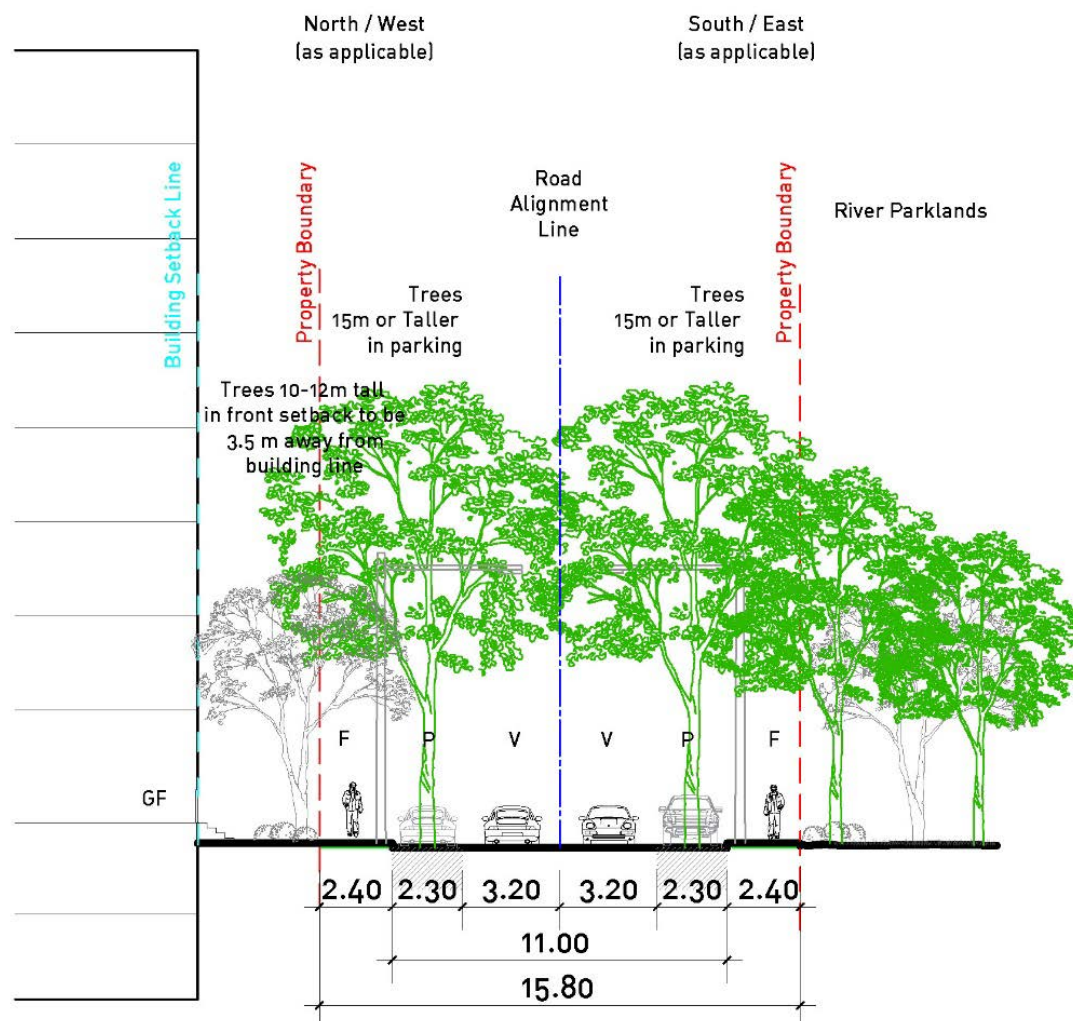 North / West
(as applicable)
South / East
(as applicable)
Building Setback Line
Property Boundary
Road
Alignment
Line
Property Boundary
River Parklands
Trees
15m or Taller
in parking
Trees
15m or Taller
in parking
Trees 10-12m tall
in front setback to be
3.5 m away from
building line
F
P
V
V
P
F
GF
2.40
2.30
3.20
3.20
2.30
2.40
11.00
15.80